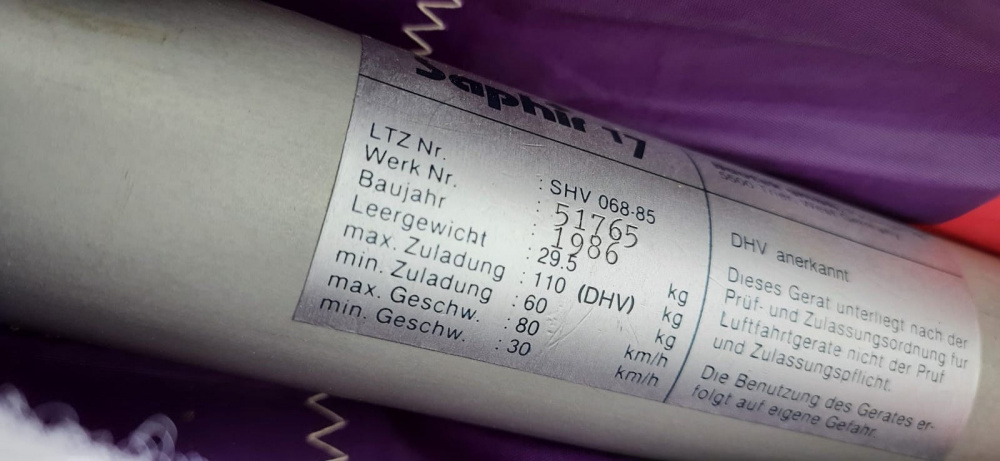 Saphir 17
LTZ Nr. : SHV 068-85
Werk Nr. : 51765
Baujahr : 1986
Leergewicht : 29.5 kg
max. Zuladung : 110 (DHV) kg
min. Zuladung : 60 kg
max. Geschw. : 80 km/h
min. Geschw. : 30 km/h
DHV anerkannt
Dieses Gerät unterliegt nach der
Prüf- und Zulassungsordnung für
Luftfahrtgeräte nicht der Prüf
und Zulassungspflicht.
Die Benutzung des Gerätes er-
folgt auf eigene Gefahr.